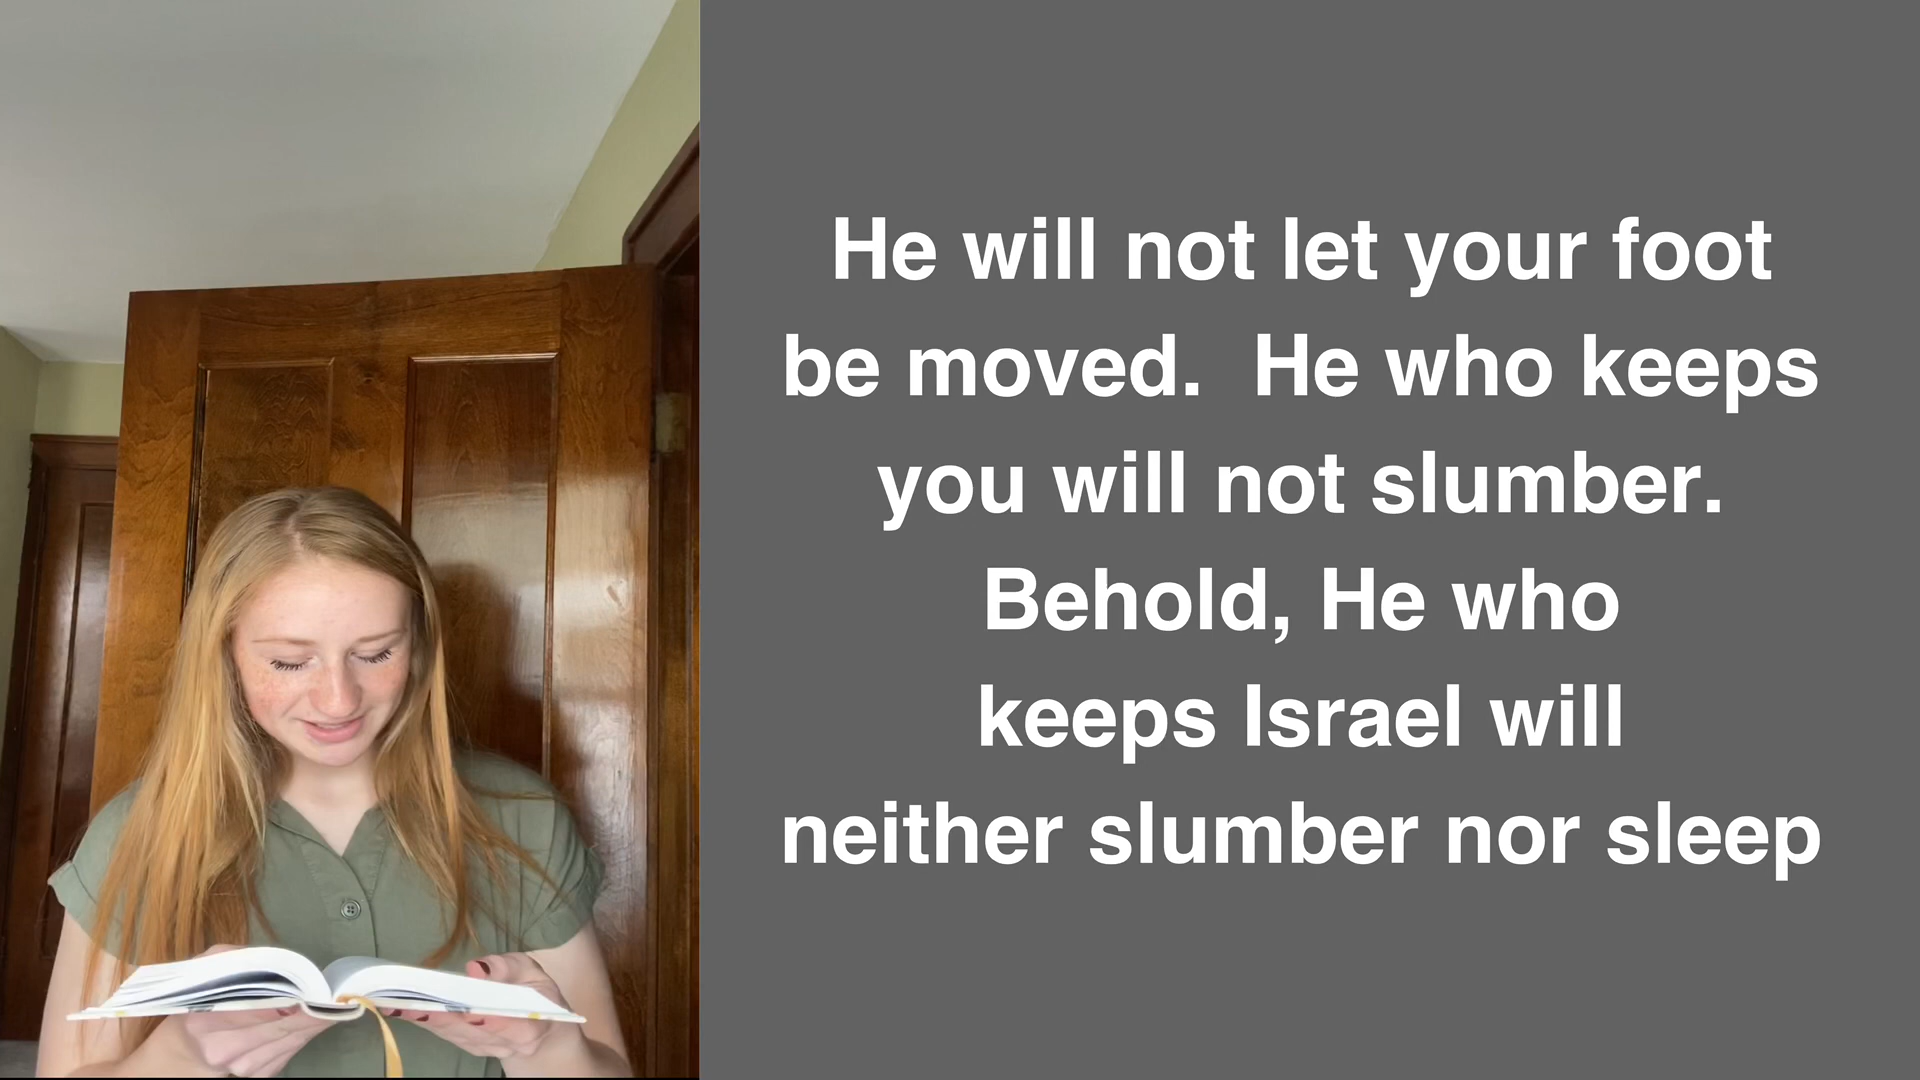 He will not let your foot
be moved.  He who keeps
you will not slumber.
Behold, He who
keeps Israel will
neither slumber nor sleep